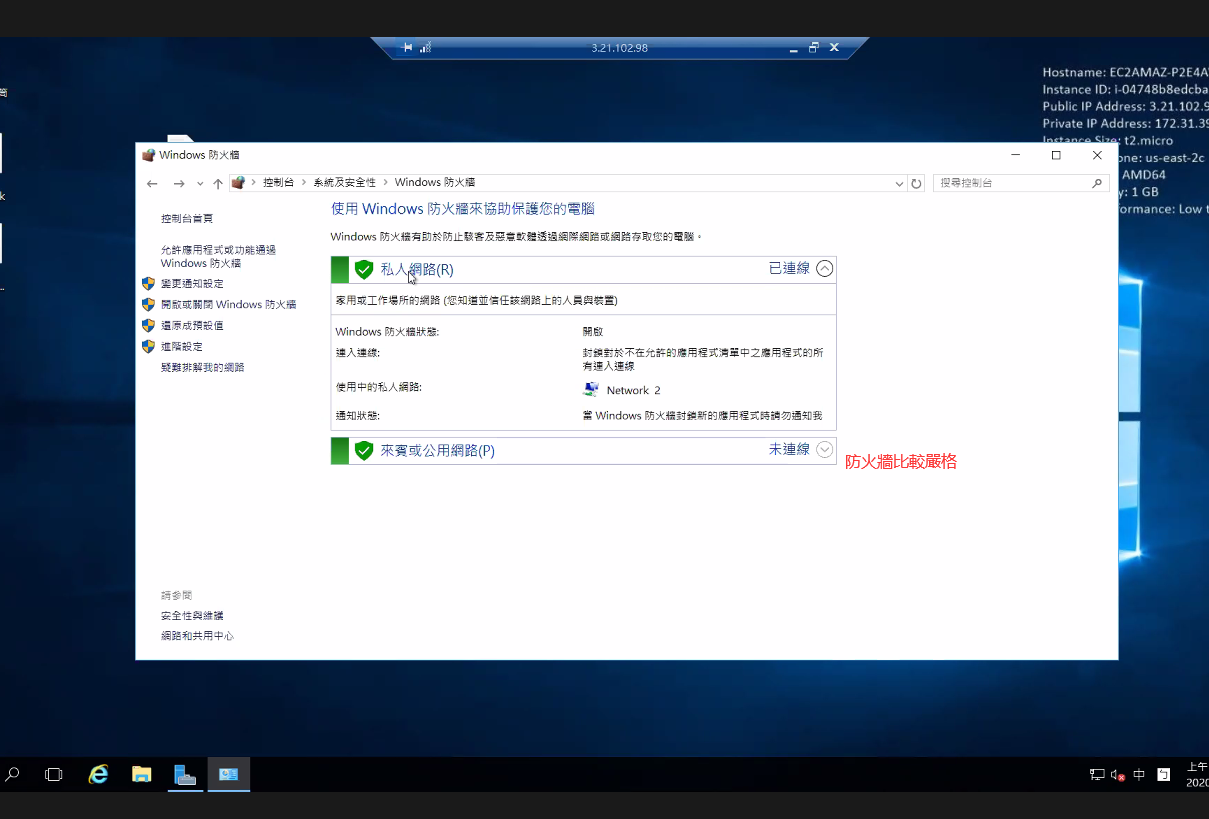 3.21.102.98
筒
Hostname: EC2AMAZ-P2E4A
Instance ID: i-04748b8edcba
Public IP Address: 3.21.102.9
Private IP Address: 172.31.39
Instance Size: t2.micro
one: us-east-2c
AMD64
y: 1 GB
ormance: Low t
k
...
Windows 防火牆
控制台 > 系統及安全性 > Windows 防火牆
搜尋控制台
控制台首頁
允許應用程式或功能通過
Windows 防火牆
變更通知設定
開啟或關閉 Windows 防火牆
還原成預設值
進階設定
疑難排解我的網路
使用 Windows 防火牆來協助保護您的電腦
Windows 防火牆有助於防止駭客及惡意軟體透過網際網路或網路存取您的電腦。
私人網路(R)
已連線
家用或工作場所的網路 (您知道並信任該網路上的人員與裝置)
Windows 防火牆狀態:
開啟
連入連線:
封鎖對於不在允許的應用程式清單中之應用程式的所
有連入連線
使用中的私人網路:
Network 2
通知狀態:
當 Windows 防火牆封鎖新的應用程式時請勿通知我
來賓或公用網路(P)
未連線
防火牆比較嚴格
請參閱
安全性與維護
網路和共用中心
中
上午
2020